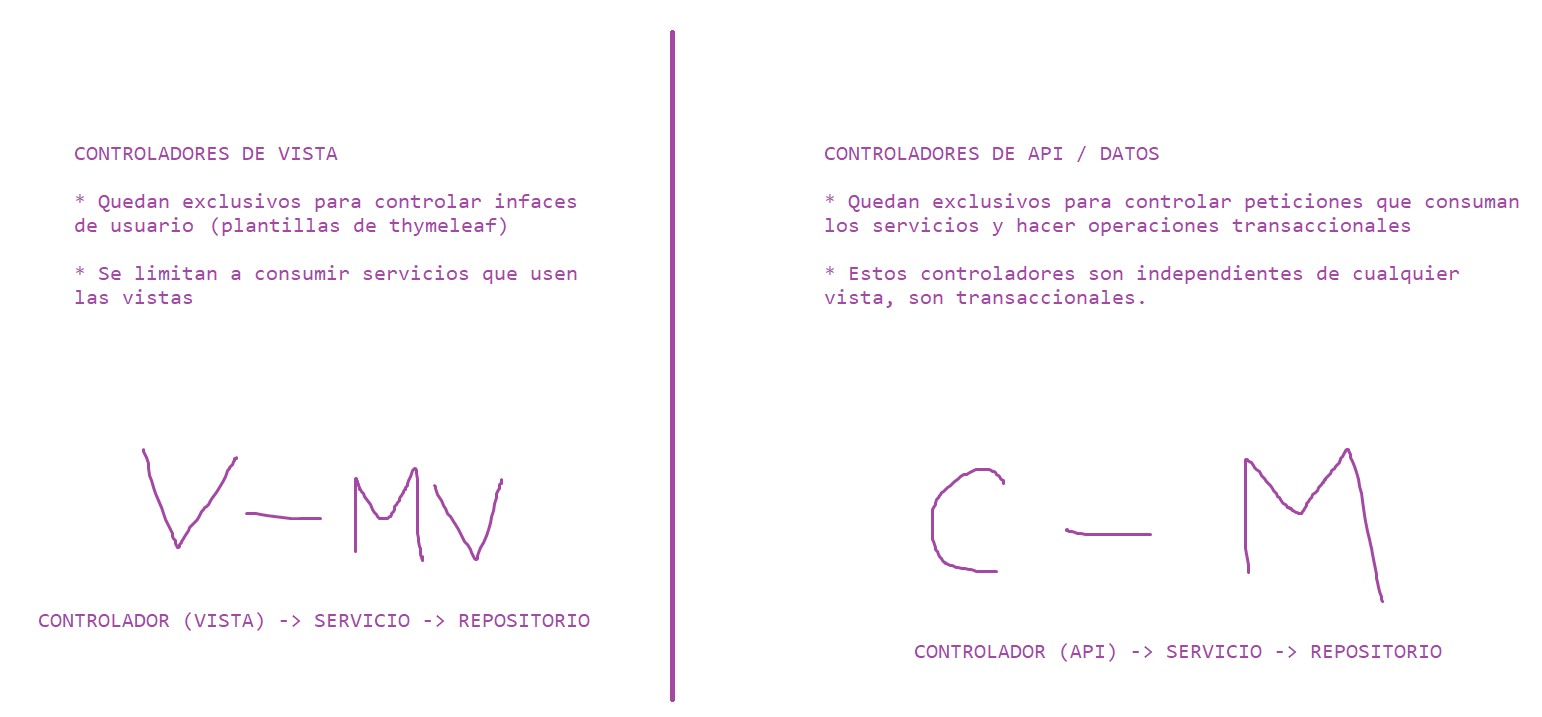 CONTROLADORES DE VISTA
* Quedan exclusivos para controlar infaces
de usuario (plantillas de thymeleaf)
* Se limitan a consumir servicios que usen
las vistas
V - MV
CONTROLADOR (VISTA) -> SERVICIO -> REPOSITORIO
CONTROLADORES DE API / DATOS
* Quedan exclusivos para controlar peticiones que consuman
los servicios y hacer operaciones transaccionales
* Estos controladores son independientes de cualquier
vista, son transaccionales.
C - M
CONTROLADOR (API) -> SERVICIO -> REPOSITORIO